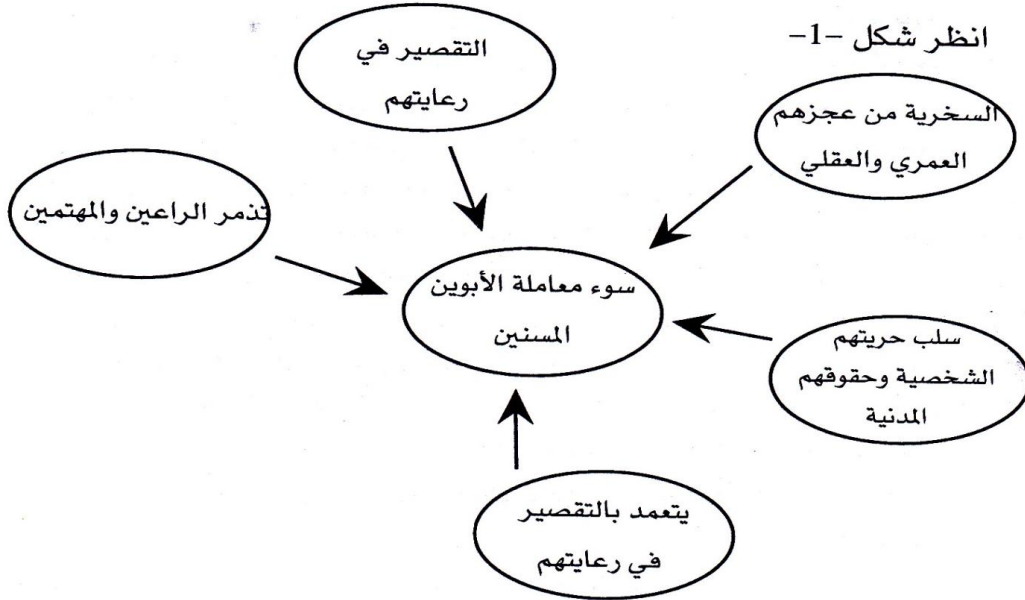 انظر شكل -1-
التقصير في
رعايتهم
السخرية من عجزهم
العمري والعقلي
تذمر الراعين والمهتمين
سوء معاملة الأبوين
المسنين
سلب حريتهم
الشخصية وحقوقهم
المدنية
يتعمد بالتقصير
في رعايتهم